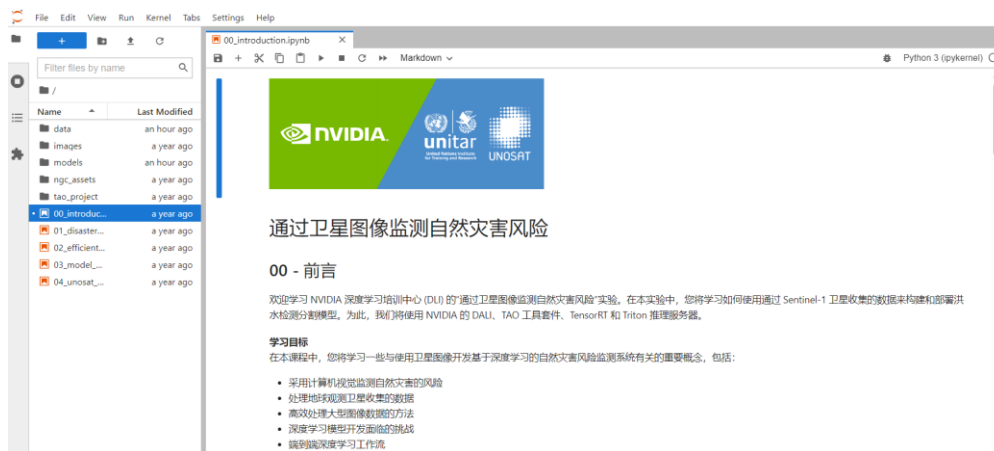 File Edit View Run Kernel Tabs Settings Help
00_introduction.ipynb
Markdown
Python 3 (ipykernel)
Filter files by name
/
Name Last Modified
data an hour ago
images a year ago
models an hour ago
ngc_assets a year ago
tao_project a year ago
00_introduc... a year ago
01_disaster... a year ago
02_efficient... a year ago
03_model_... a year ago
04_unosat_... a year ago
NVIDIA.
unitar
United Nations Institute
for Training and Research
UNOSAT
通过卫星图像监测自然灾害风险
00 - 前言
欢迎学习 NVIDIA 深度学习培训中心 (DLI) 的“通过卫星图像监测自然灾害风险”实验。在本实验中，您将学习如何使用通过 Sentinel-1 卫星收集的数据来构建和部署洪
水检测分割模型。为此，我们将使用 NVIDIA 的 DALI、TAO 工具套件、TensorRT 和 Triton 推理服务器。
学习目标
在本课程中，您将学习一些与使用卫星图像开发基于深度学习的自然灾害风险监测系统有关的重要概念，包括：
• 采用计算机视觉监测自然灾害的风险
• 处理地球观测卫星收集的数据
• 高效处理大型图像数据的方法
• 深度学习模型开发面临的挑战
• 端到端深度学习工作流